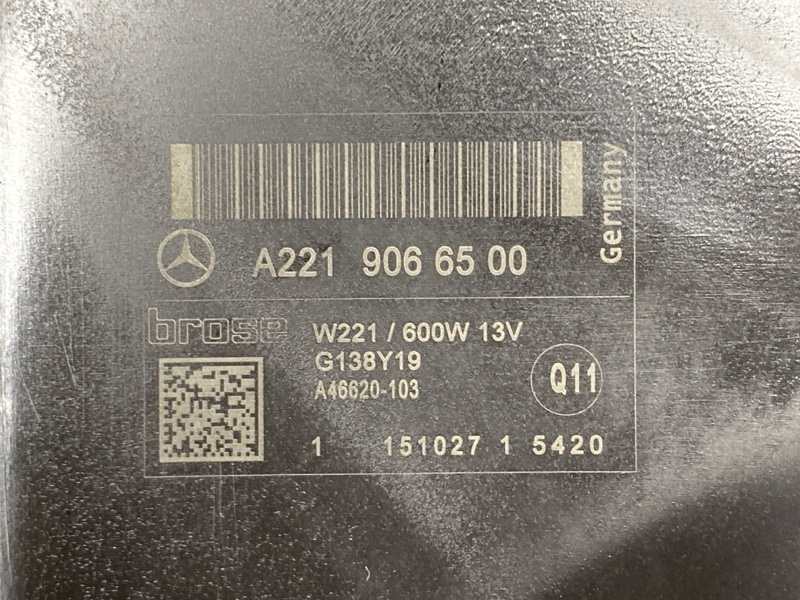 Germany
A221 906 65 00
brose
W221 / 600W 13V
G138Y19
A46620-103
Q11
1 151027 1 5420